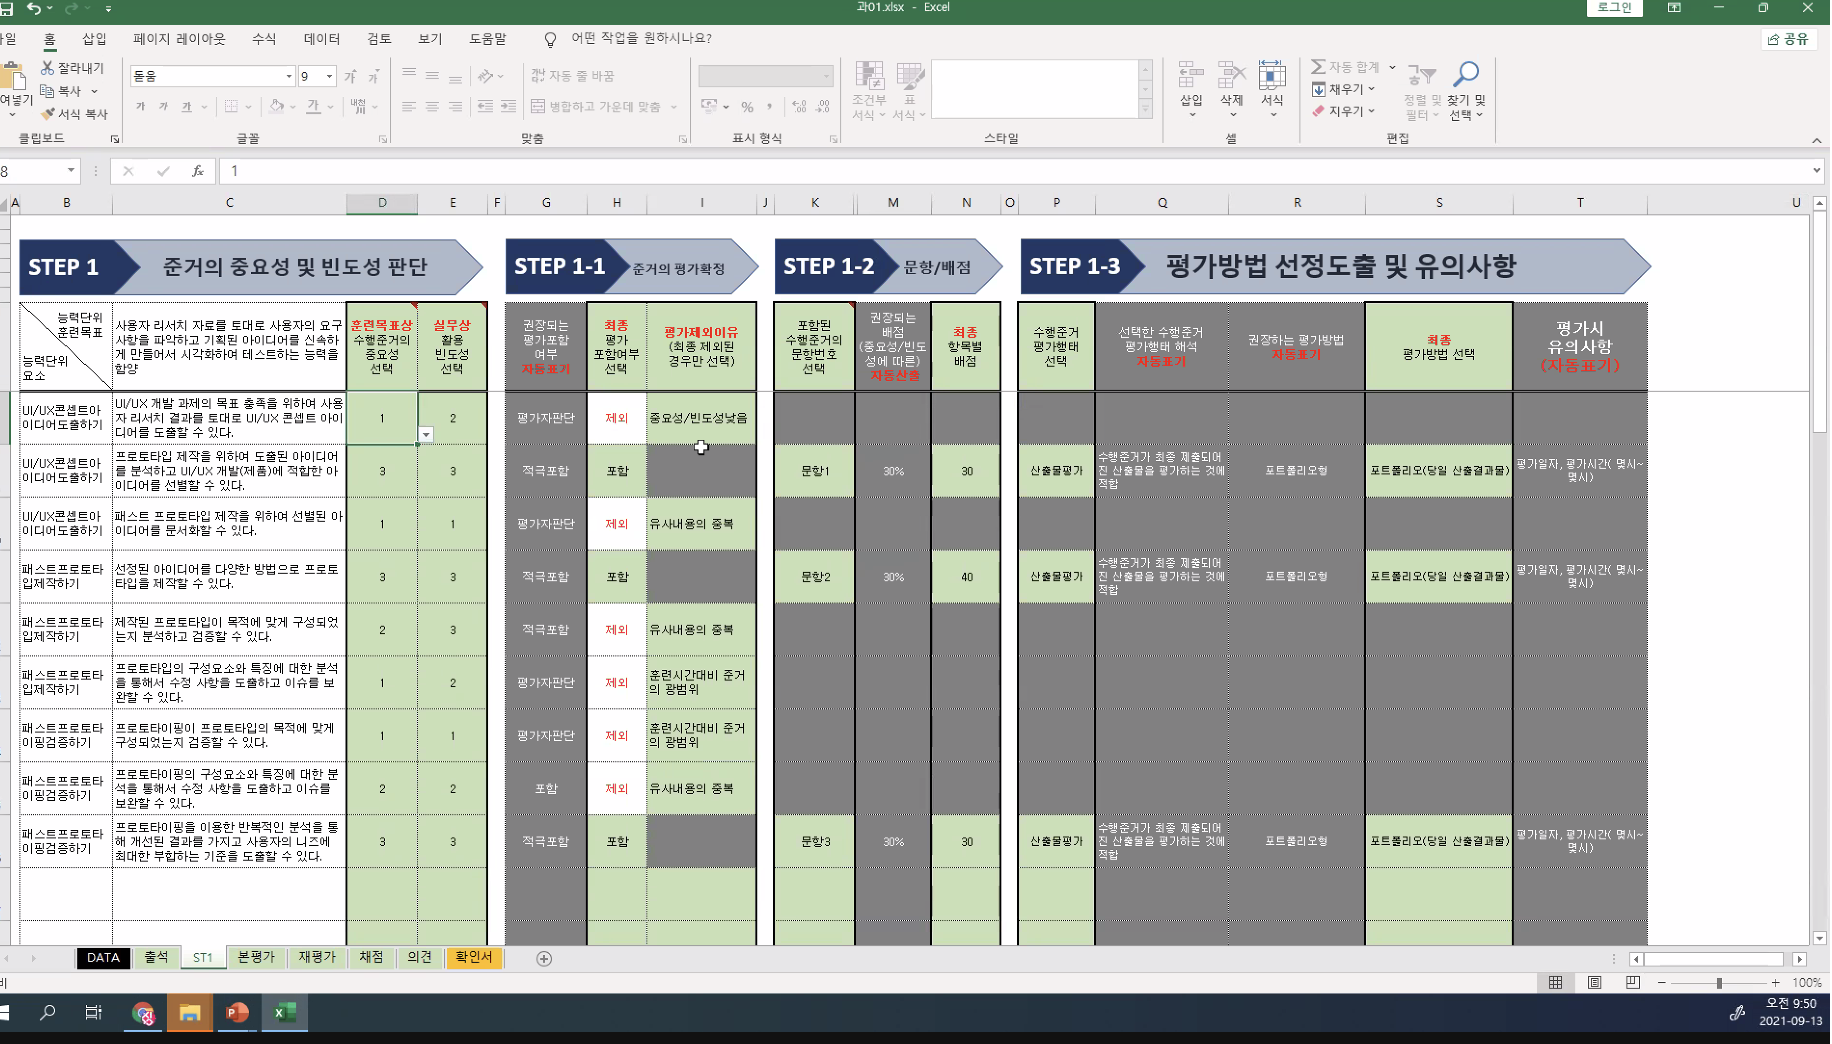 과01.xlsx - Excel
로그인
일 홈 삽입 페이지 레이아웃 수식 데이터 검토 보기 도움말 어떤 작업을 원하시나요? 공유
여넣기
잘라내기
복사
서식 복사
클립보드
돋움 9
가 가
가 가 가 내천
글꼴
자동 줄 바꿈
병합하고 가운데 맞춤
맞춤
% ,
표시 형식
조건부 서식
표 서식
스타일
삽입 삭제 서식
셀
자동 합계
채우기
지우기
정렬 및 필터
찾기 및 선택
편집
8 fx 1
A B C D E F G H I J K M N O P Q R S T U
STEP 1 준거의 중요성 및 빈도성 판단
STEP 1-1 준거의 평가확정
STEP 1-2 문항/배점
STEP 1-3 평가방법 선정도출 및 유의사항
능력단위
훈련목표
능력단위
요소
사용자 리서치 자료를 토대로 사용자의 요구
사항을 파악하고 기획된 아이디어를 신속하
게 만들어서 시각화하여 테스트하는 능력을
함양
훈련목표상
수행준거의
중요성
선택
실무상
활용
빈도성
선택
권장되는
평가포함
여부
자동표기
최종
평가
포함여부
선택
평가제외이유
(최종 제외된
경우만 선택)
포함된
수행준거의
문항번호
선택
권장되는
배점
(중요성/빈도
성에 따른)
자동산출
최종
항목별
배점
수행준거
평가행태
선택
선택한 수행준거
평가행태 해석
자동표기
권장하는 평가방법
자동표기
최종
평가방법 선택
평가시
유의사항
(자동표기)
UI/UX콘셉트아
이디어도출하기
UI/UX 개발 과제의 목표 충족을 위하여 사용
자 리서치 결과를 토대로 UI/UX 콘셉트 아이
디어를 도출할 수 있다.
1 2 평가자판단 제외 중요성/빈도성낮음
UI/UX콘셉트아
이디어도출하기
프로토타입 제작을 위하여 도출된 아이디어
를 분석하고 UI/UX 개발(제품)에 적합한 아
이디어를 선별할 수 있다.
3 3 적극포함 포함 문항1 30% 30 산출물평가
수행준거가 최종 제출되어
진 산출물을 평가하는 것에
적합
포트폴리오형 포트폴리오(당일 산출결과물)
평가일자, 평가시간( 몇시~
몇시)
UI/UX콘셉트아
이디어도출하기
패스트 프로토타입 제작을 위하여 선별된 아
이디어를 문서화할 수 있다.
1 1 평가자판단 제외 유사내용의 중복
패스트프로토타
입제작하기
선정된 아이디어를 다양한 방법으로 프로토
타입을 제작할 수 있다.
3 3 적극포함 포함 문항2 30% 40 산출물평가
수행준거가 최종 제출되어
진 산출물을 평가하는 것에
적합
포트폴리오형 포트폴리오(당일 산출결과물)
평가일자, 평가시간( 몇시~
몇시)
패스트프로토타
입제작하기
제작된 프로토타입이 목적에 맞게 구성되었
는지 분석하고 검증할 수 있다.
2 3 적극포함 제외 유사내용의 중복
패스트프로토타
입제작하기
프로토타입의 구성요소와 특징에 대한 분석
을 통해서 수정 사항을 도출하고 이슈를 보
완할 수 있다.
1 2 평가자판단 제외
훈련시간대비 준거
의 광범위
패스트프로토타
이핑검증하기
프로토타이핑이 프로토타입의 목적에 맞게
구성되었는지 검증할 수 있다.
1 1 평가자판단 제외
훈련시간대비 준거
의 광범위
패스트프로토타
이핑검증하기
프로토타이핑의 구성요소와 특징에 대한 분
석을 통해서 수정 사항을 도출하고 이슈를
보완할 수 있다.
2 2 포함 제외 유사내용의 중복
패스트프로토타
이핑검증하기
프로토타이핑을 이용한 반복적인 분석을 통
해 개선된 결과를 가지고 사용자의 니즈에
최대한 부합하는 기준을 도출할 수 있다.
3 3 적극포함 포함 문항3 30% 30 산출물평가
수행준거가 최종 제출되어
진 산출물을 평가하는 것에
적합
포트폴리오형 포트폴리오(당일 산출결과물)
평가일자, 평가시간( 몇시~
몇시)
DATA 출석 ST1 본평가 재평가 채점 의견 확인서
비 100%
오전 9:50
2021-09-13